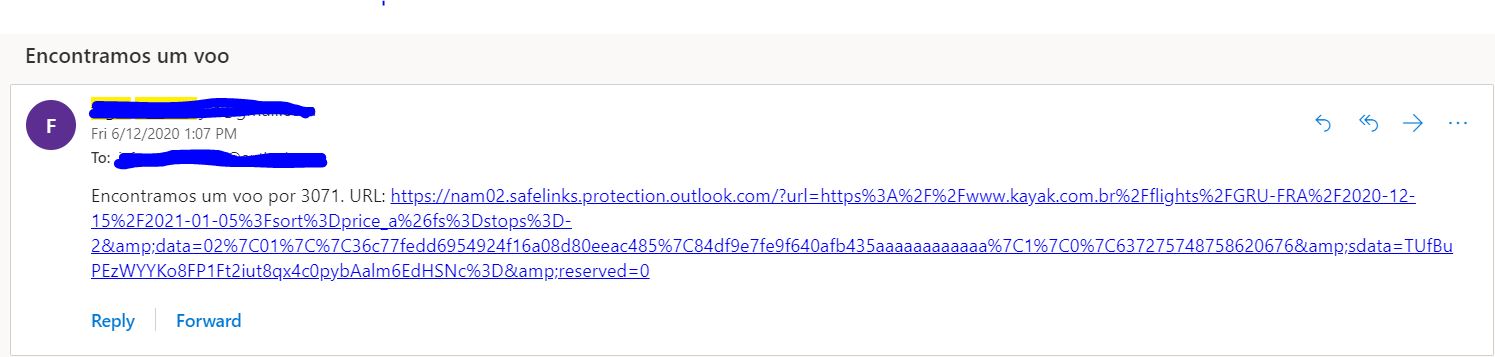 Encontramos um voo
F
Fri 6/12/2020 1:07 PM
To:
Encontramos um voo por 3071. URL: https://nam02.safelinks.protection.outlook.com/?url=https%3A%2F%2Fwww.kayak.com.br%2Fflights%2FGRU-FRA%2F2020-12-
15%2F2021-01-05%3Fsort%3Dprice_a%26fs%3Dstops%3D-
2&amp;data=02%7C01%7C%7C36c77fedd6954924f16a08d80eeac485%7C84df9e7fe9f640afb435aaaaaaaaaaaa%7C1%7C0%7C637275748758620676&amp;sdata=TUfBu
PEzWYYKo8FP1Ft2iut8qx4c0pybAalm6EdHSNc%3D&amp;reserved=0
Reply
Forward